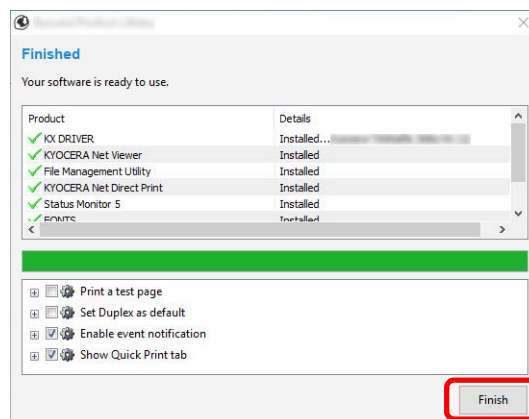 Finished
Your software is ready to use.
Product Details
KX DRIVER Installed...
KYOCERA Net Viewer Installed
File Management Utility Installed
KYOCERA Net Direct Print Installed
Status Monitor 5 Installed
FONTS Installed
Print a test page
Set Duplex as default
Enable event notification
Show Quick Print tab
Finish